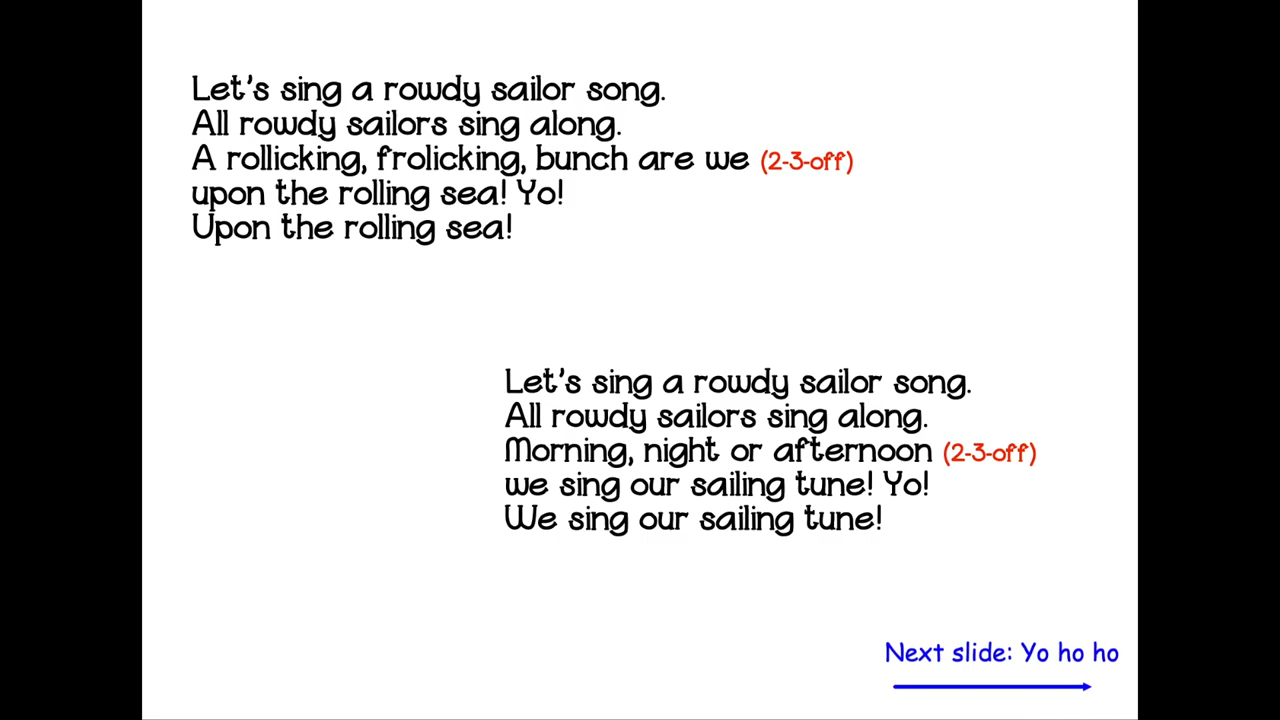 Let's sing a rowdy sailor song.
All rowdy sailors sing along.
A rollicking, frolicking, bunch are we (2-3-off)
upon the rolling sea! Yo!
Upon the rolling sea!
Let's sing a rowdy sailor song.
All rowdy sailors sing along.
Morning, night or afternoon (2-3-off)
we sing our sailing tune! Yo!
We sing our sailing tune!
Next slide: Yo ho ho